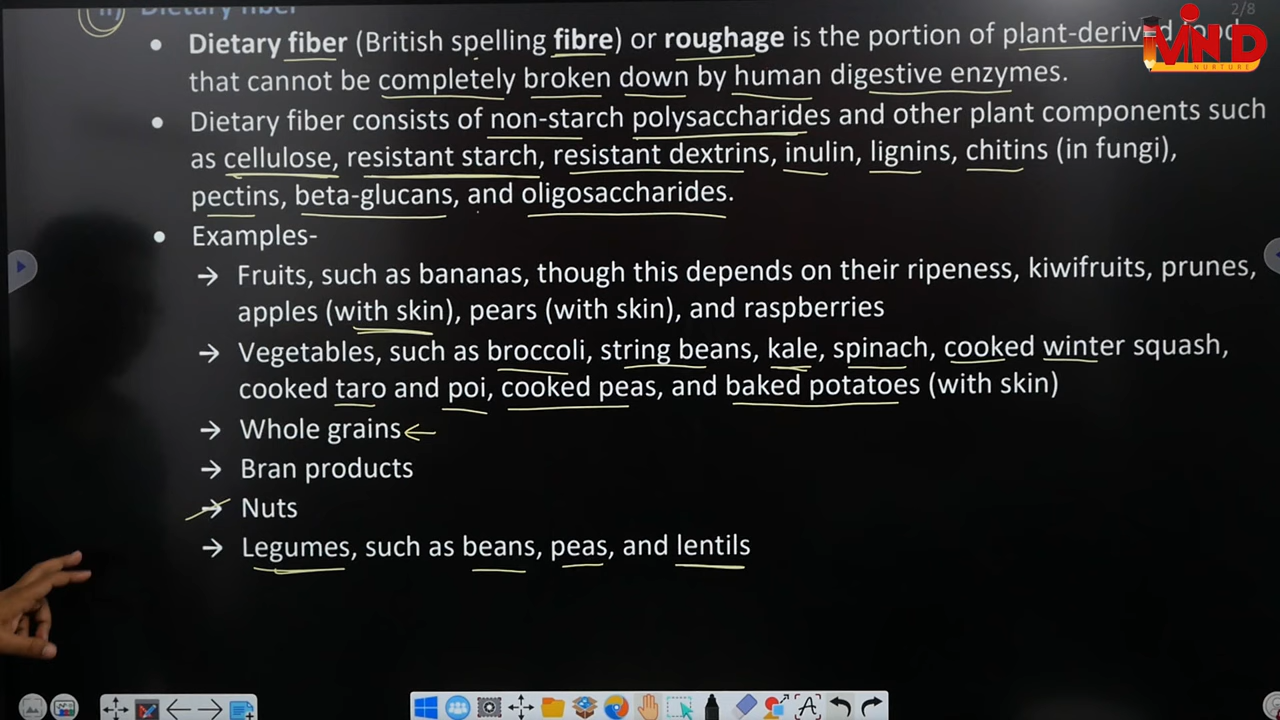 ii) Dietary fiber
2/8
• Dietary fiber (British spelling fibre) or roughage is the portion of plant-derived food
MIND
NURTURE
that cannot be completely broken down by human digestive enzymes.
• Dietary fiber consists of non-starch polysaccharides and other plant components such
as cellulose, resistant starch, resistant dextrins, inulin, lignins, chitins (in fungi),
pectins, beta-glucans, and oligosaccharides.
• Examples-
→ Fruits, such as bananas, though this depends on their ripeness, kiwifruits, prunes,
apples (with skin), pears (with skin), and raspberries
→ Vegetables, such as broccoli, string beans, kale, spinach, cooked winter squash,
cooked taro and poi, cooked peas, and baked potatoes (with skin)
→ Whole grains
→ Bran products
→ Nuts
→ Legumes, such as beans, peas, and lentils
A